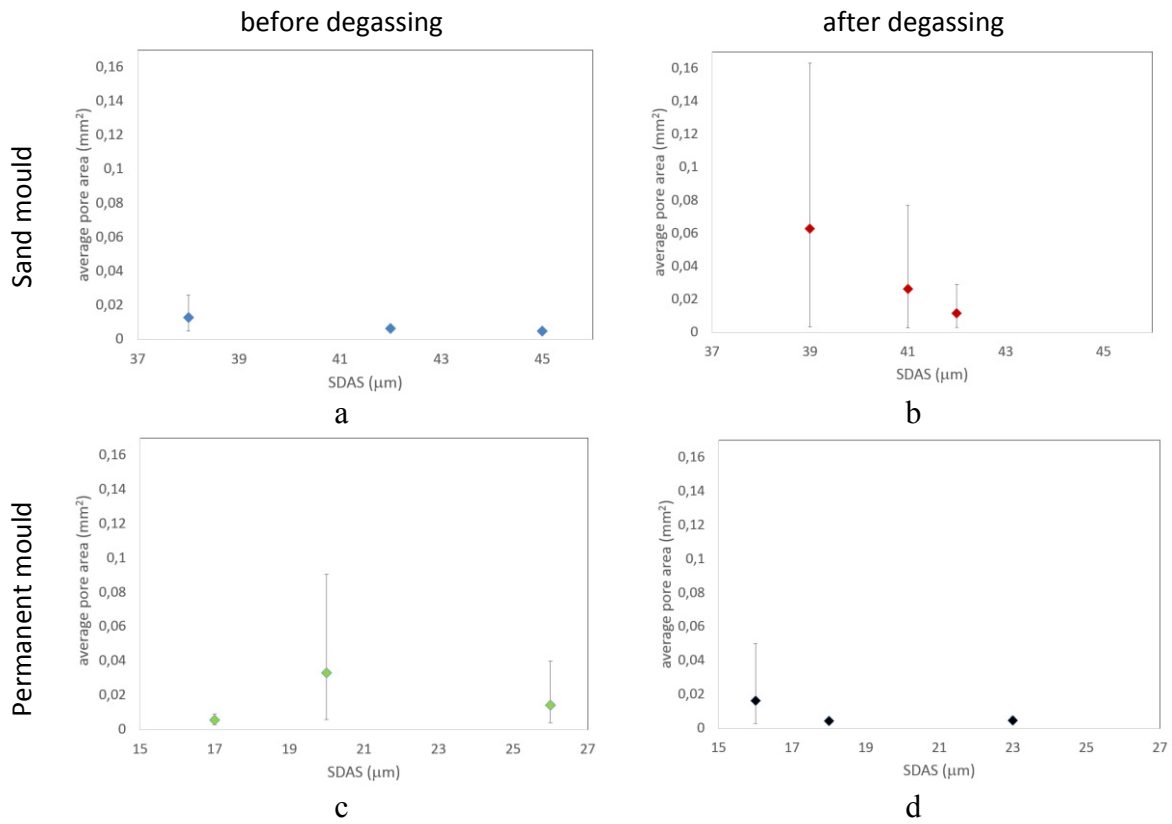 before degassing
after degassing
Sand mould
average pore area (mm²)
0,16
0,14
0,12
0,1
0,08
0,06
0,04
0,02
0
37 39 41 43 45
SDAS (μm)
a
average pore area (mm²)
0,16
0,14
0,12
0,1
0,08
0,06
0,04
0,02
0
37 39 41 43 45
SDAS (μm)
b
Permanent mould
average pore area (mm²)
0,16
0,14
0,12
0,1
0,08
0,06
0,04
0,02
0
15 17 19 21 23 25 27
SDAS (μm)
c
average pore area (mm²)
0,16
0,14
0,12
0,1
0,08
0,06
0,04
0,02
0
15 17 19 21 23 25 27
SDAS (μm)
d